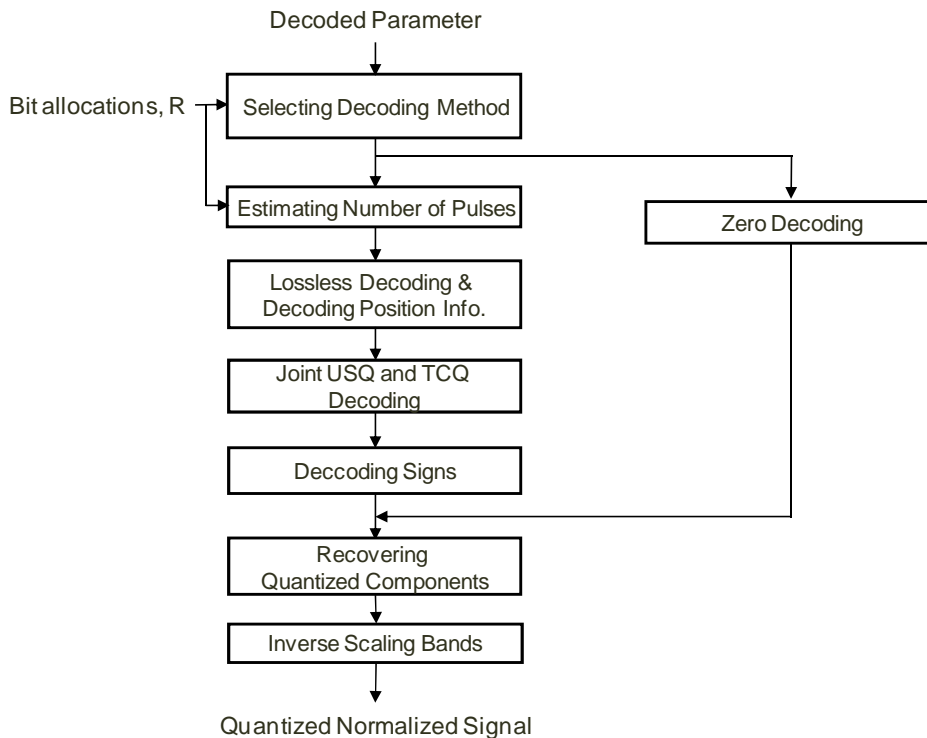 Decoded Parameter
Bit allocations, R
Selecting Decoding Method
Estimating Number of Pulses
Zero Decoding
Lossless Decoding &
Decoding Position Info.
Joint USQ and TCQ
Decoding
Deccoding Signs
Recovering
Quantized Components
Inverse Scaling Bands
Quantized Normalized Signal